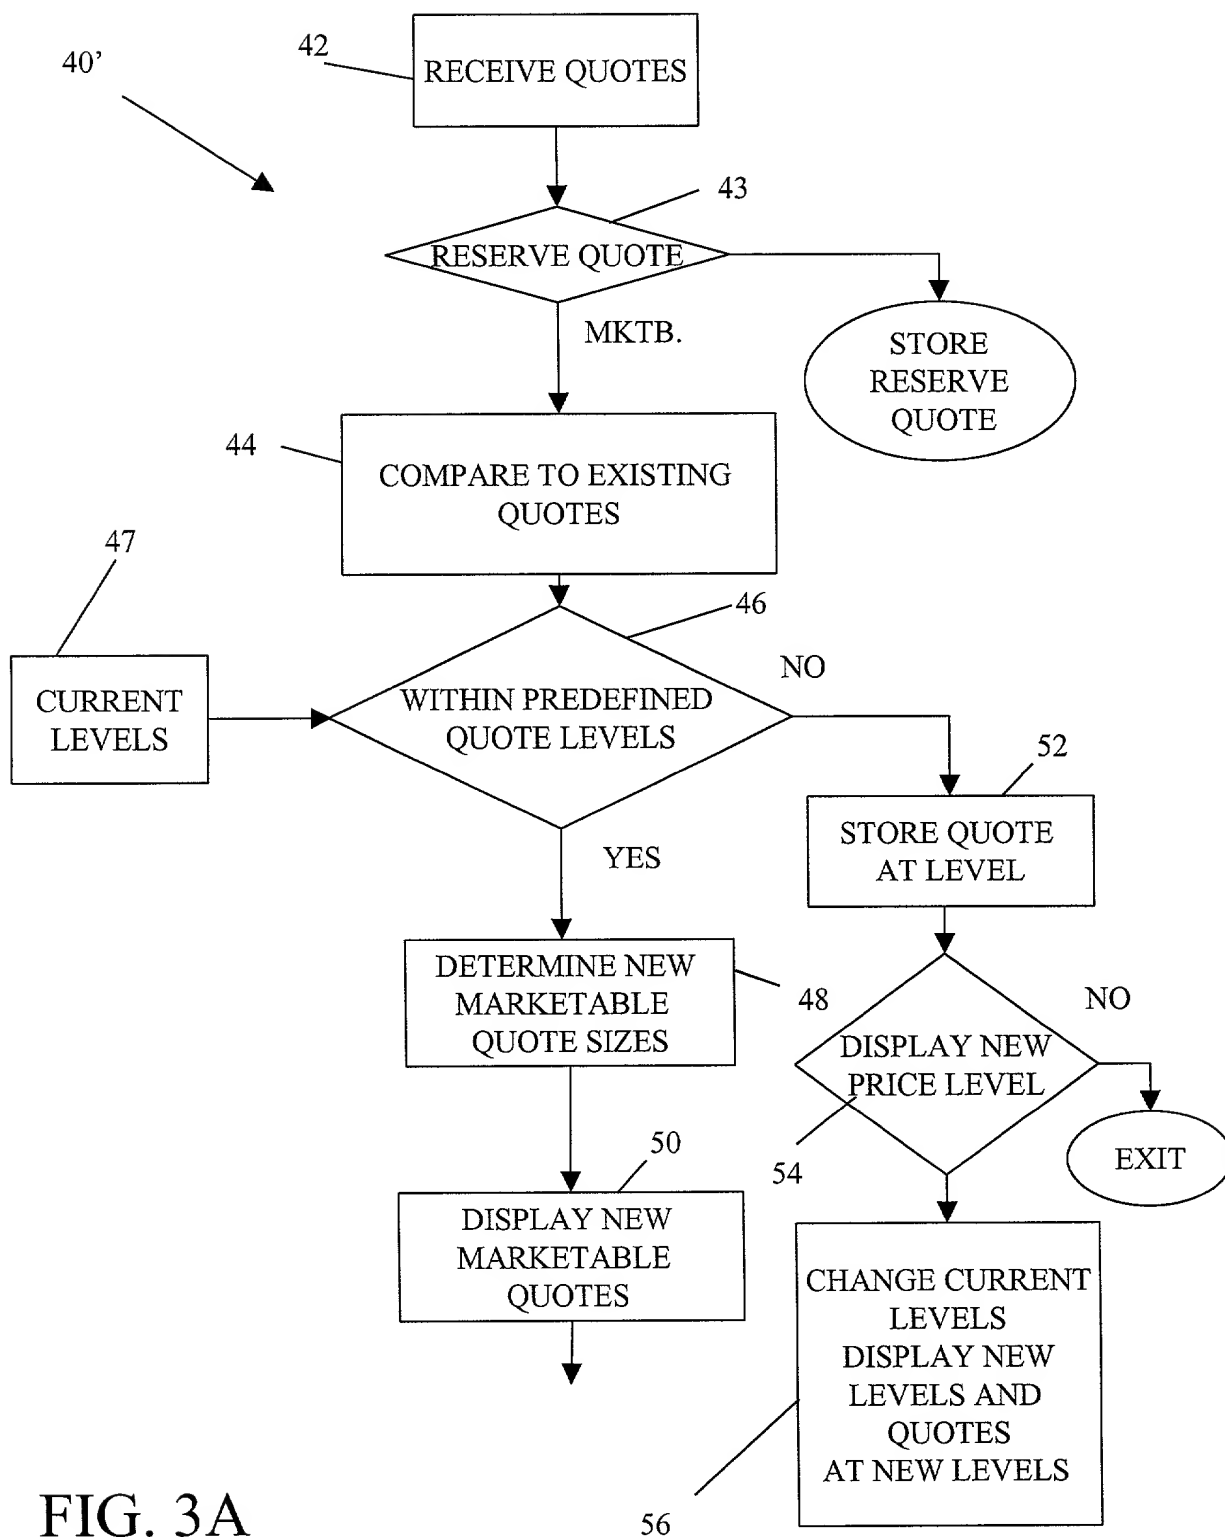 42
RECEIVE QUOTES
40’
43
RESERVE QUOTE
MKTB.
STORE
RESERVE
QUOTE
44
COMPARE TO EXISTING
QUOTES
47
46
CURRENT
LEVELS
WITHIN PREDEFINED
QUOTE LEVELS
NO
52
STORE QUOTE
AT LEVEL
YES
DETERMINE NEW
MARKETABLE
QUOTE SIZES
48
NO
DISPLAY NEW
PRICE LEVEL
54
EXIT
50
DISPLAY NEW
MARKETABLE
QUOTES
CHANGE CURRENT
LEVELS
DISPLAY NEW
LEVELS AND
QUOTES
AT NEW LEVELS
56
FIG. 3A